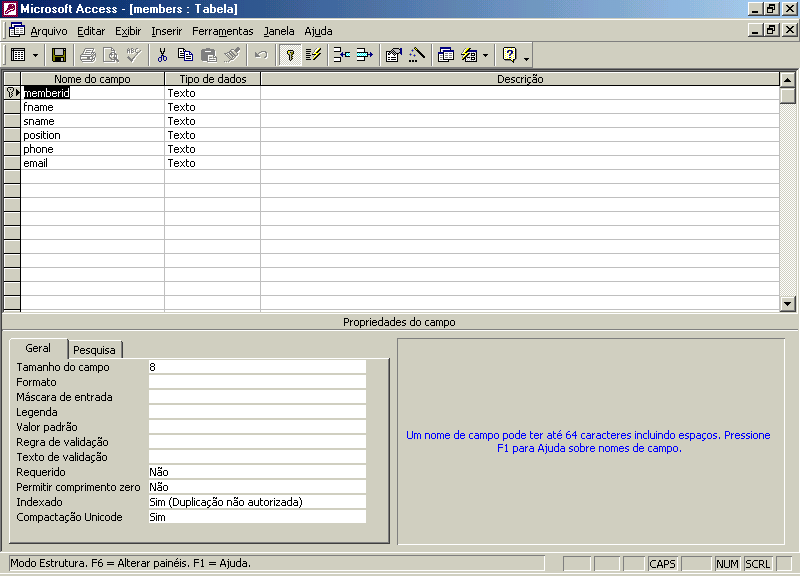 Microsoft Access - [members : Tabela]
Arquivo Editar Exibir Inserir Ferramentas Janela Ajuda
Nome do campo Tipo de dados Descrição
memberid Texto
fname Texto
sname Texto
position Texto
phone Texto
email Texto
Propriedades do campo
Geral Pesquisa
Tamanho do campo 8
Formato
Máscara de entrada
Legenda
Valor padrão
Regra de validação
Texto de validação
Requerido Não
Permitir comprimento zero Não
Indexado Sim (Duplicação não autorizada)
Compactação Unicode Sim
Um nome de campo pode ter até 64 caracteres incluindo espaços. Pressione
F1 para Ajuda sobre nomes de campo.
Modo Estrutura. F6 = Alterar painéis. F1 = Ajuda. CAPS NUM SCRL